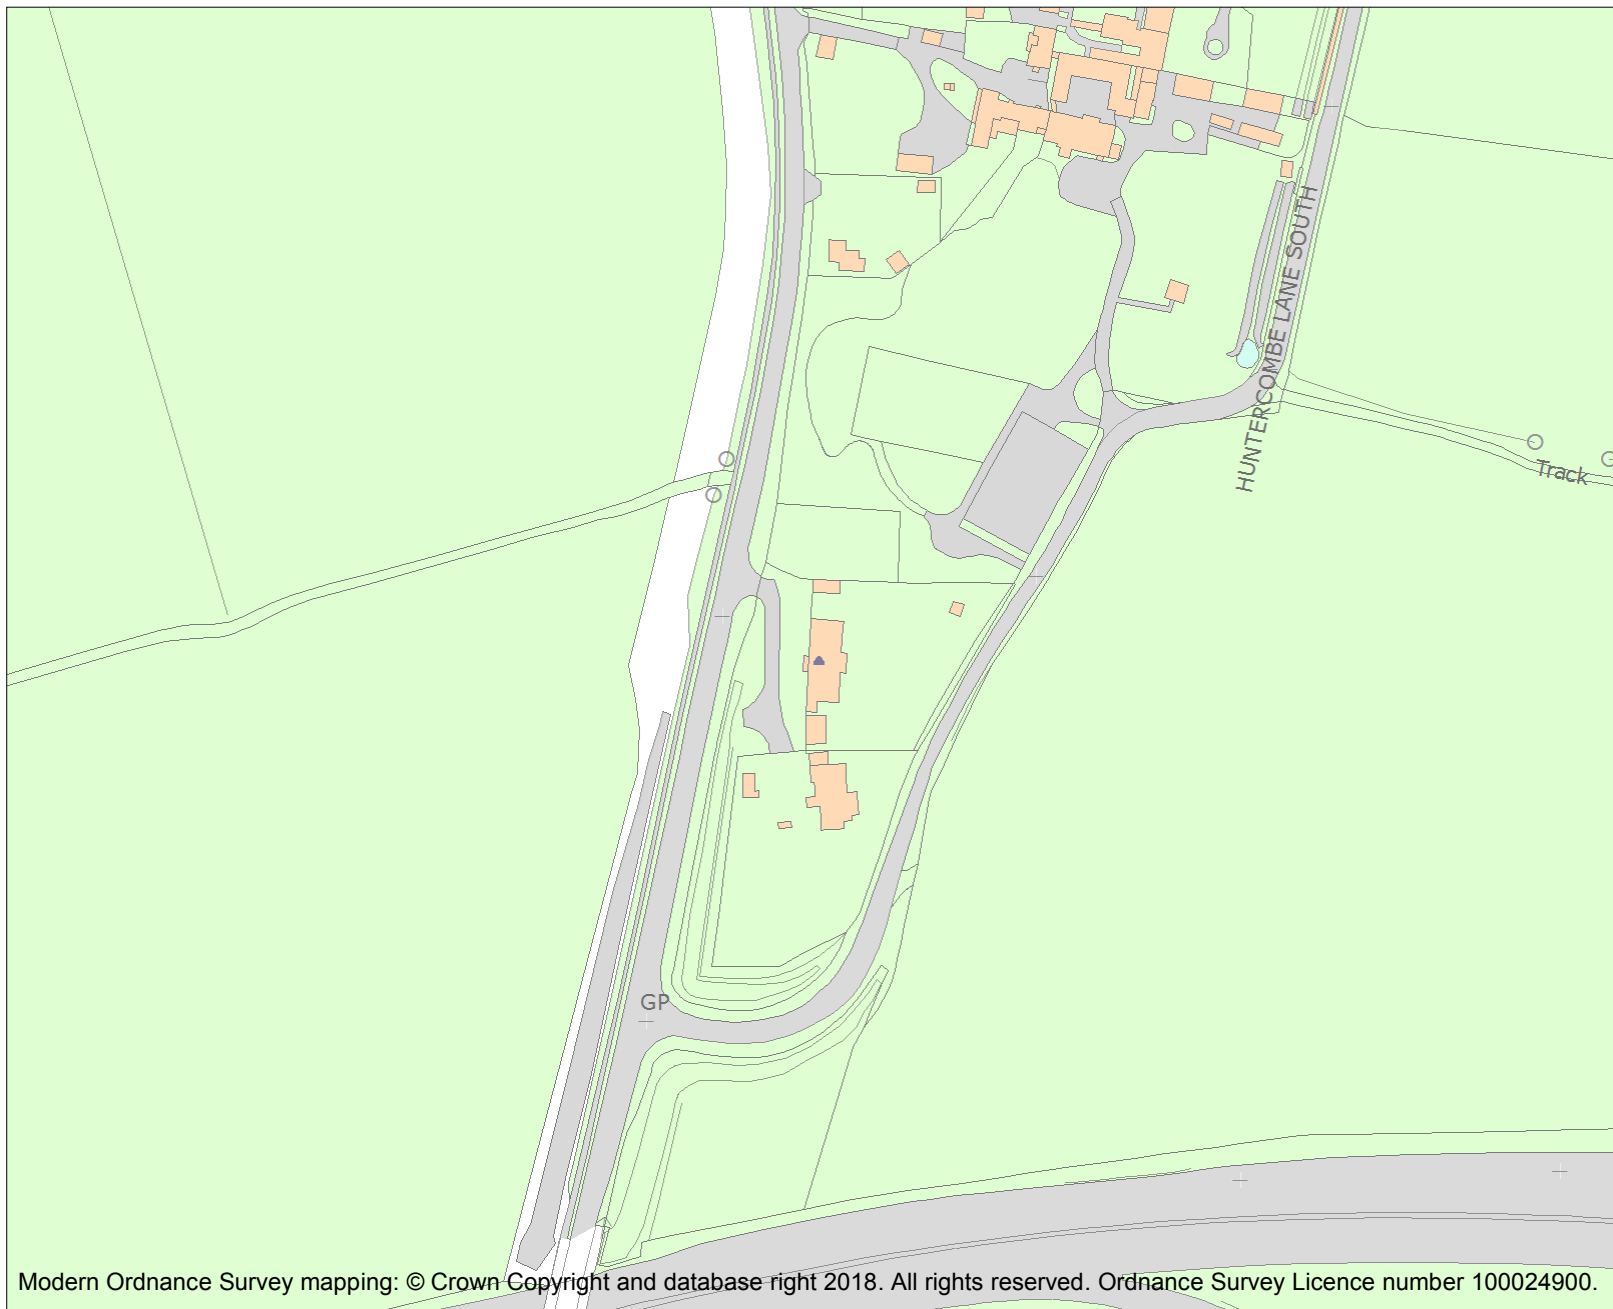 HUNTERCOMBE LANE SOUTH
Track
GP
Modern Ordnance Survey mapping: © Crown Copyright and database right 2018. All rights reserved. Ordnance Survey Licence number 100024900.